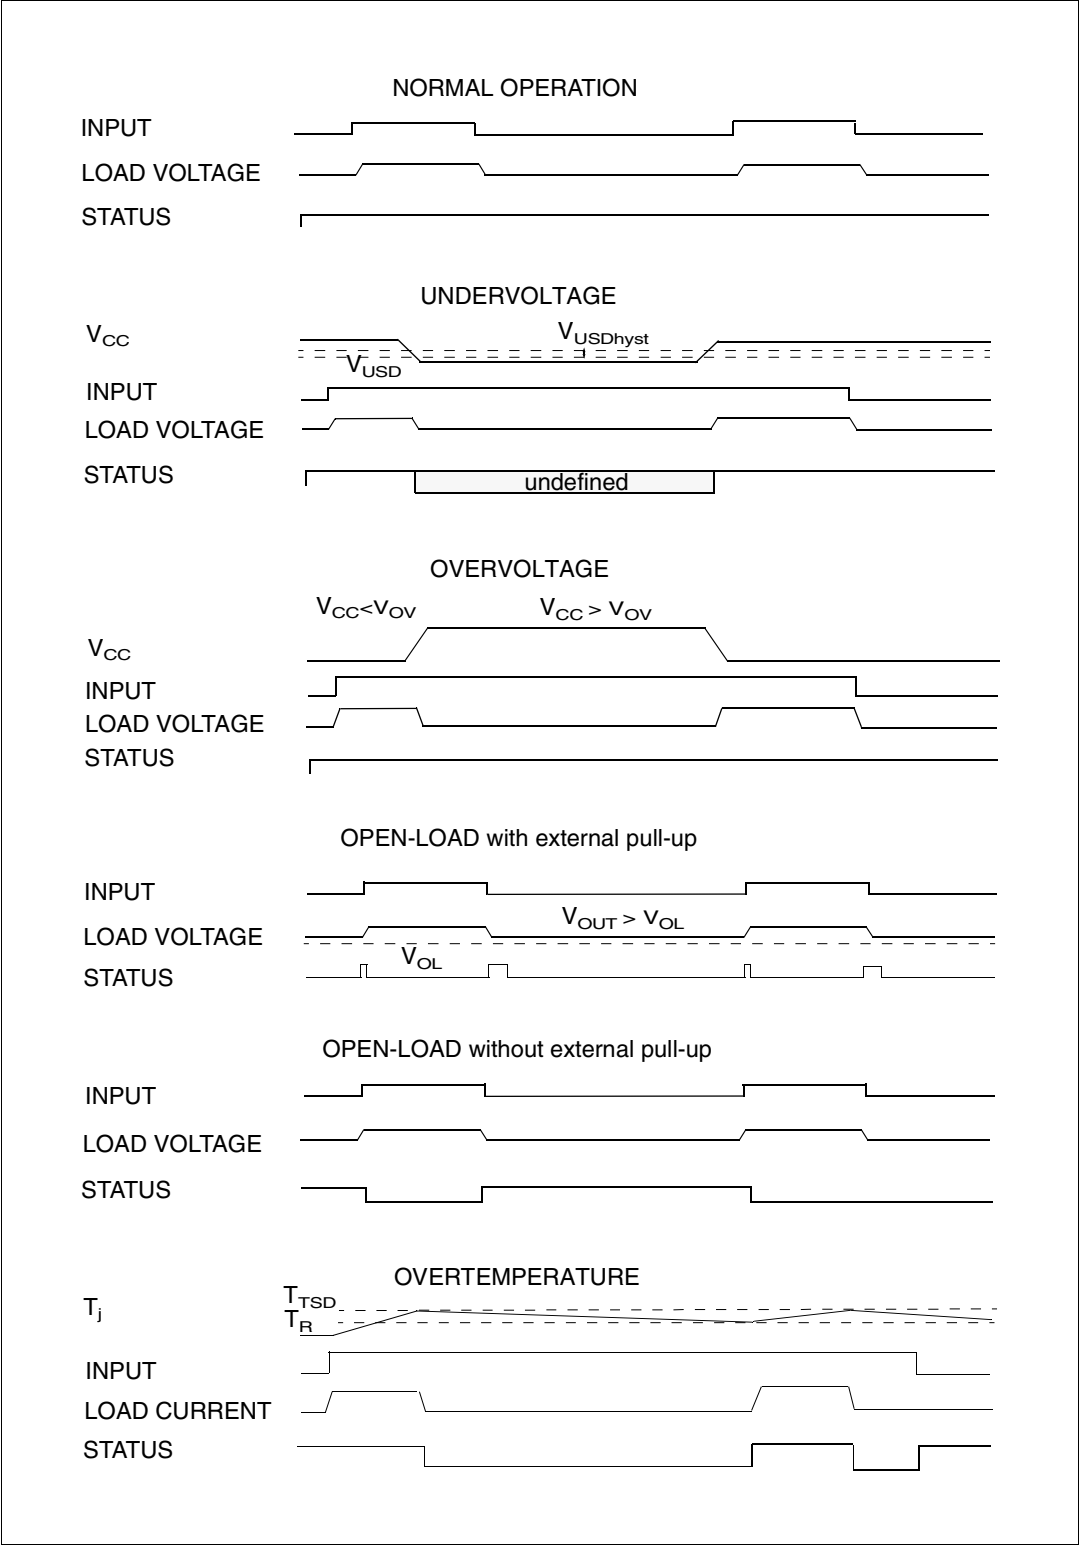 NORMAL OPERATION
INPUT
LOAD VOLTAGE
STATUS
UNDERVOLTAGE
VCC
VUSDhyst
VUSD
INPUT
LOAD VOLTAGE
STATUS
undefined
OVERVOLTAGE
VCC<VOV
VCC > VOV
VCC
INPUT
LOAD VOLTAGE
STATUS
OPEN-LOAD with external pull-up
INPUT
LOAD VOLTAGE
VOUT > VOL
VOL
STATUS
OPEN-LOAD without external pull-up
INPUT
LOAD VOLTAGE
STATUS
OVERTEMPERATURE
Tj
TTSD
TR
INPUT
LOAD CURRENT
STATUS